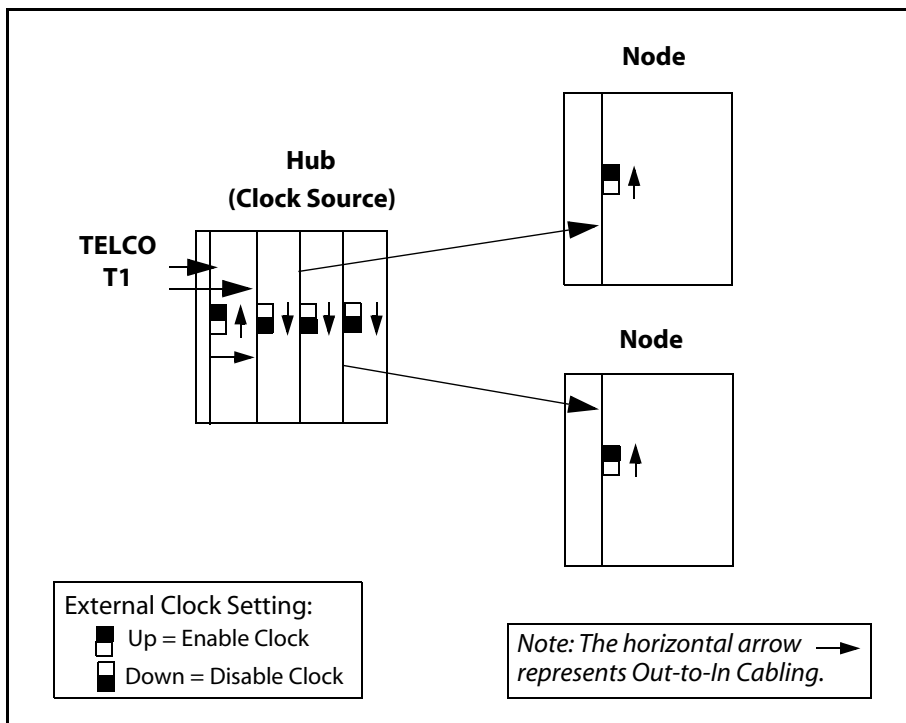 Node
Hub
(Clock Source)
TELCO
T1
Node
External Clock Setting:
Up = Enable Clock
Down = Disable Clock
Note: The horizontal arrow
represents Out-to-In Cabling.